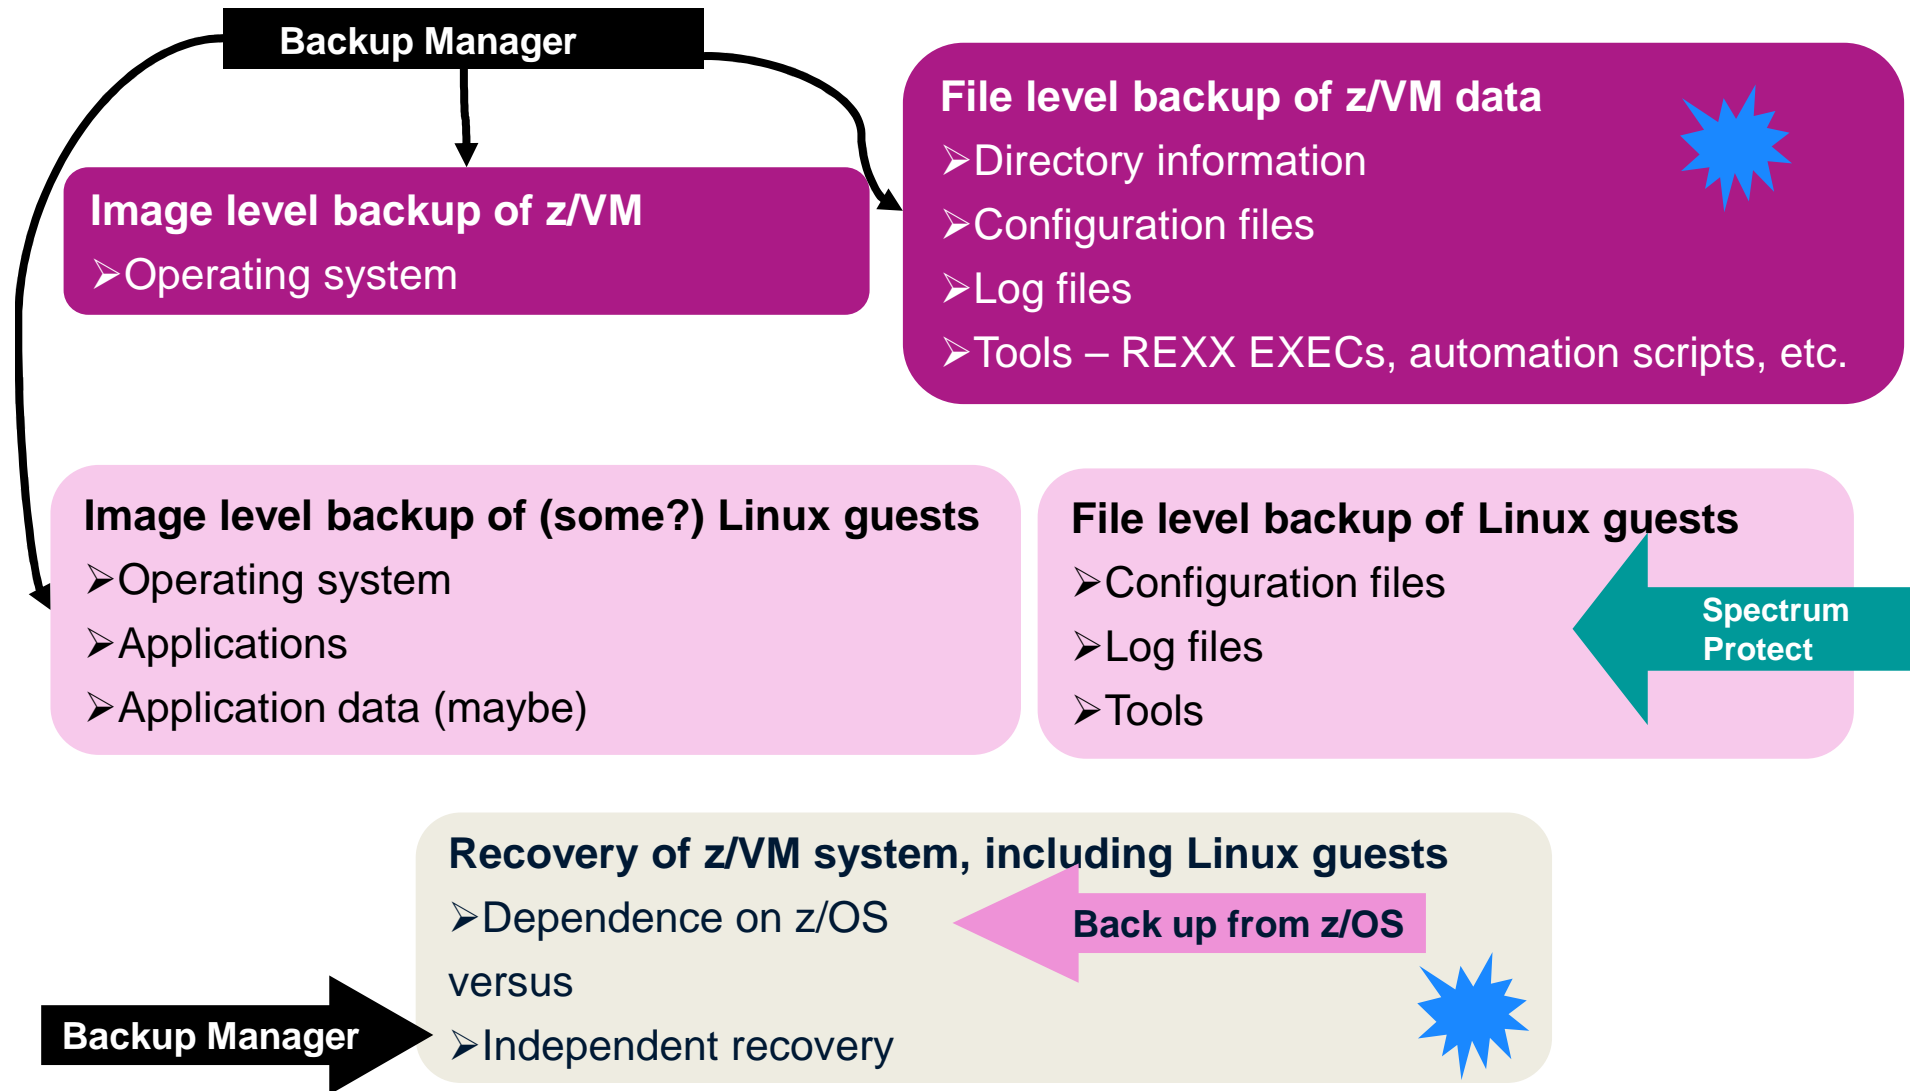 Backup Manager
File level backup of z/VM data
➢Directory information
➢Configuration files
➢Log files
➢Tools – REXX EXECs, automation scripts, etc.
Image level backup of z/VM
➢Operating system
Image level backup of (some?) Linux guests
➢Operating system
➢Applications
➢Application data (maybe)
File level backup of Linux guests
➢Configuration files
➢Log files
➢Tools
Spectrum
Protect
Recovery of z/VM system, including Linux guests
➢Dependence on z/OS
versus
➢Independent recovery
Back up from z/OS
Backup Manager